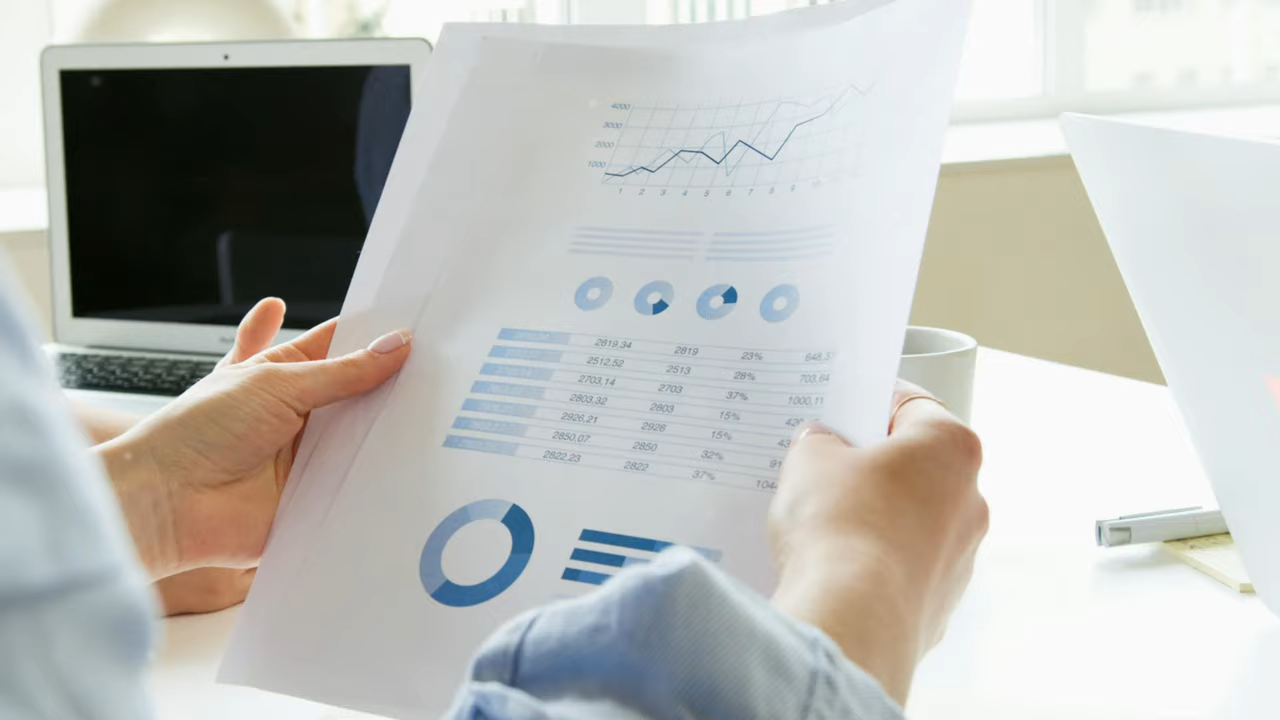 4000
3000
2000
1000
1 2 3 4 5 6 7 8 9 10
2819,34 2819 23%
2512,52 2513 28% 703,64
2703,14 2703 37% 1000,11
2803,32 2803 15%
2926,21 2926 15%
2850,07 2850 32%
2822,23 2822 37%